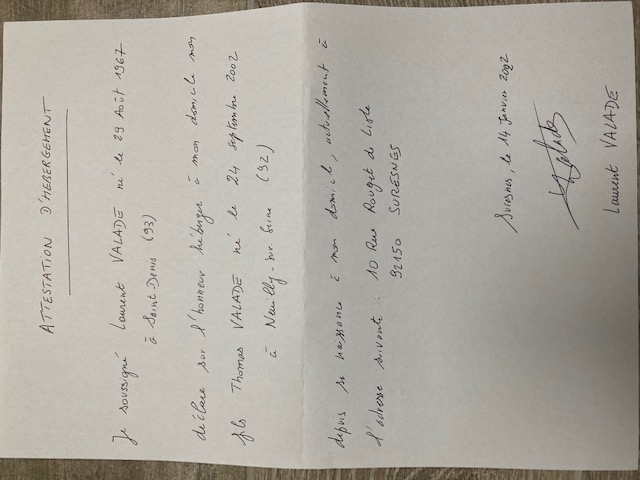 ATTESTATION D'HEBERGEMENT
Je soussigné Laurent VALADE né le 29 Août 1967
à Saint Denis (93)
déclare sur l'honneur héberger à mon domicile mon
fils Thomas VALADE né le 24 septembre 2002
à Neuilly-sur-Seine (92)
depuis sa naissance à mon domicile, actuellement à
l'adresse suivante : 10 Rue Rouget de Lisle
92150 SURESNES
Suresnes, le 14 Janvier 2022
Valade
Laurent VALADE